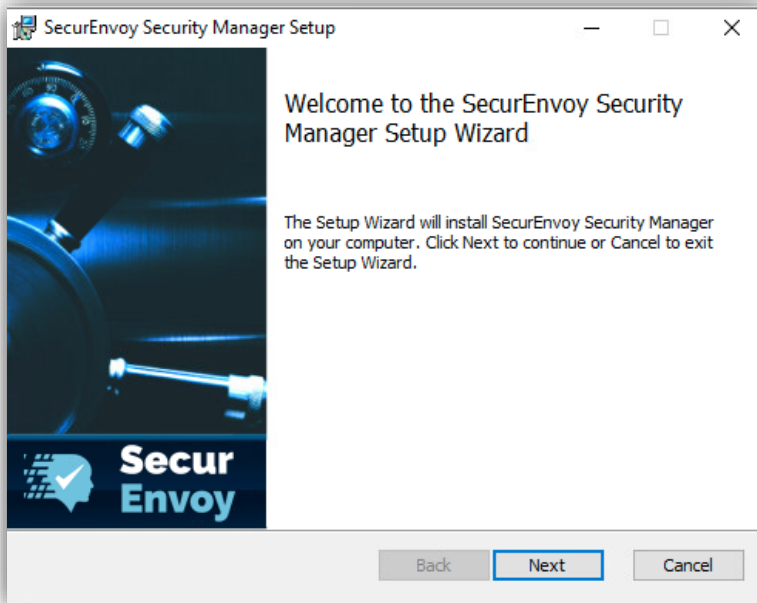 SecurEnvoy Security Manager Setup
Welcome to the SecurEnvoy Security
Manager Setup Wizard
The Setup Wizard will install SecurEnvoy Security Manager
on your computer. Click Next to continue or Cancel to exit
the Setup Wizard.
Secur
Envoy
Back Next Cancel